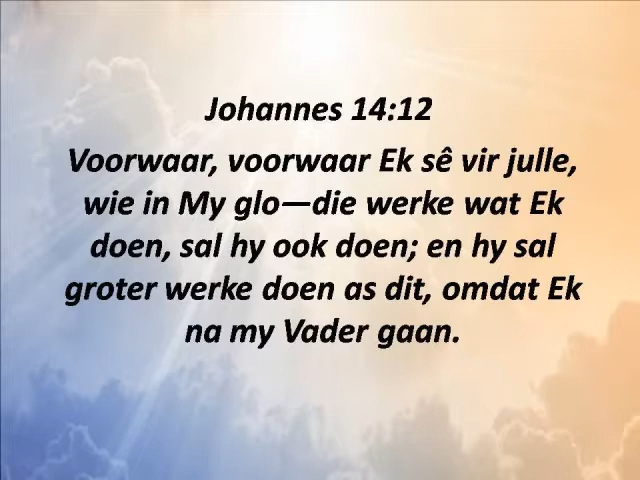 Johannes 14:12
Voorwaar, voorwaar Ek sê vir julle,
wie in My glo—die werke wat Ek
doen, sal hy ook doen; en hy sal
groter werke doen as dit, omdat Ek
na my Vader gaan.